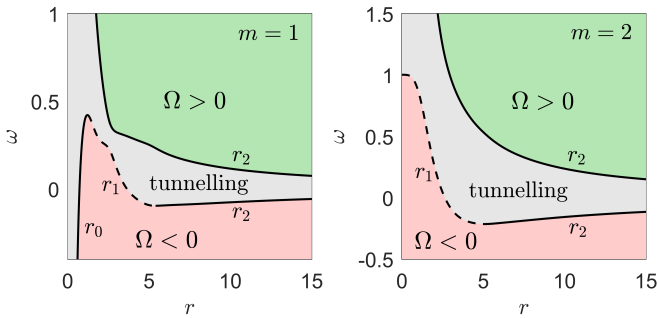 1
0.5
0
ω
m = 1
Ω > 0
r₂
tunnelling
r₁
r₂
r₀
Ω < 0
0 5 10 15
r
1.5
1
0.5
0
-0.5
ω
m = 2
Ω > 0
r₂
r₁
tunnelling
r₂
Ω < 0
0 5 10 15
r